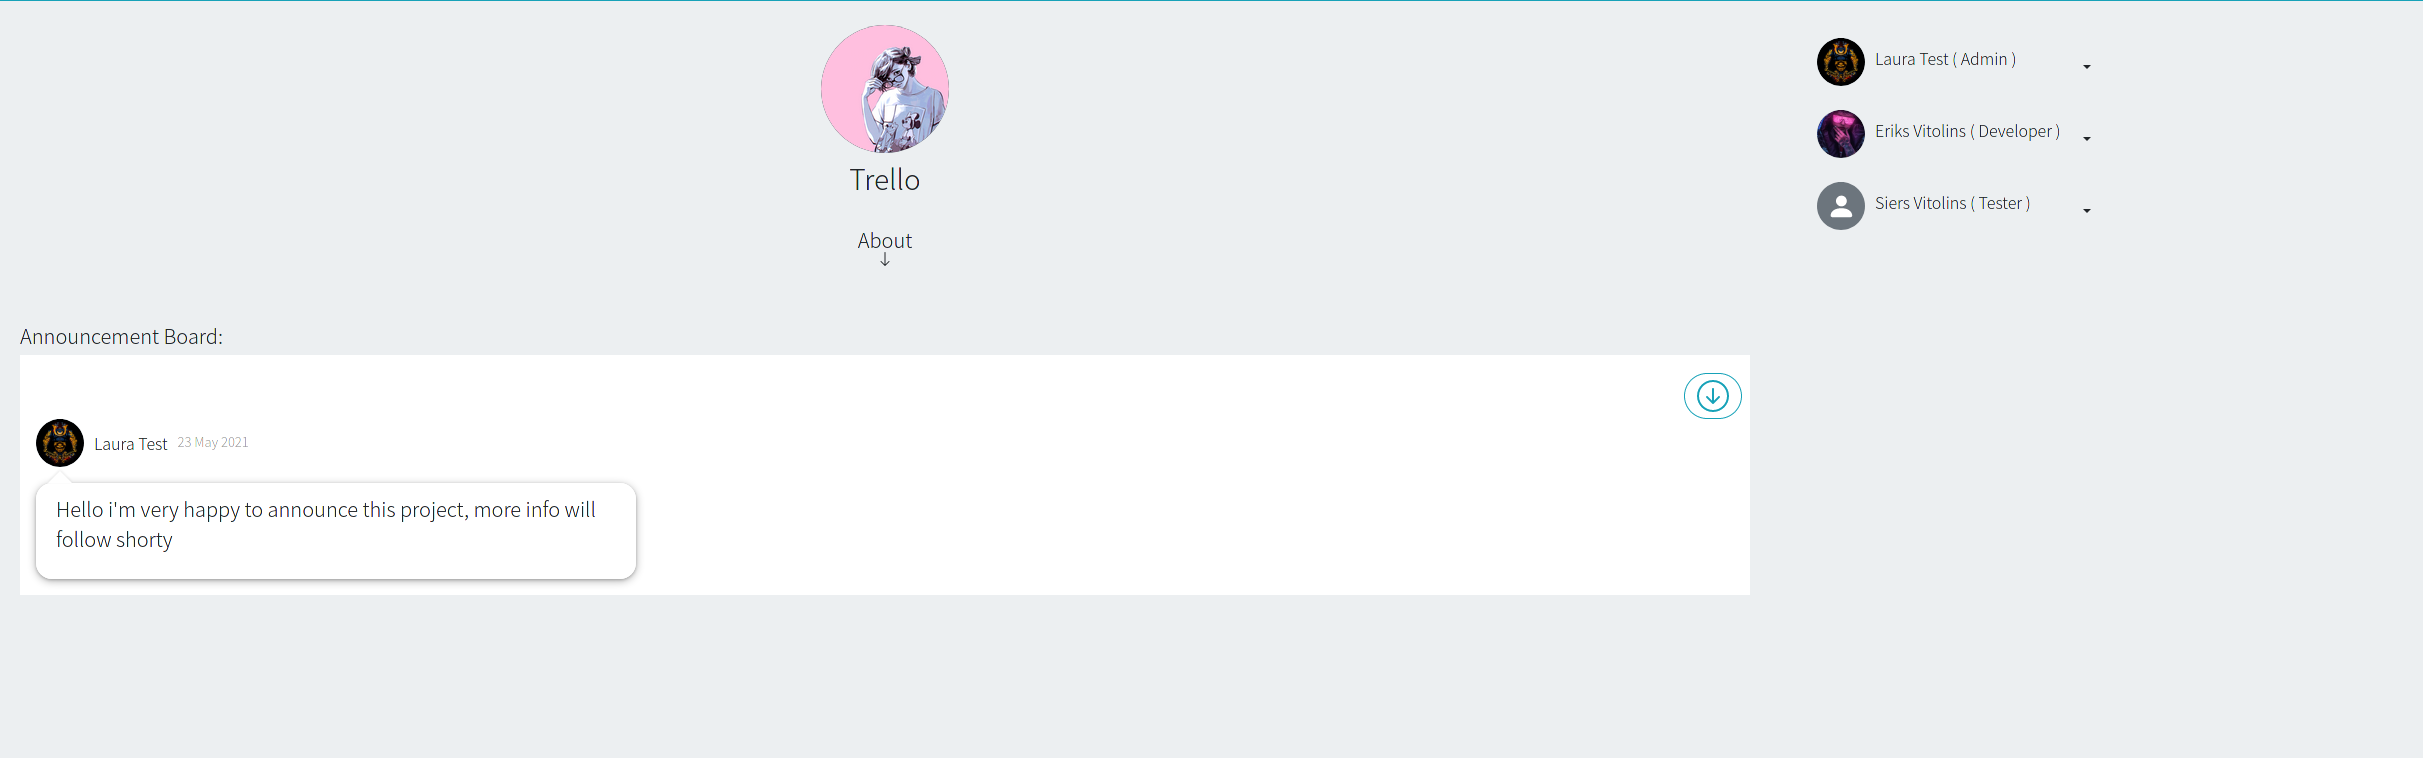 Trello
About
Laura Test ( Admin )
Eriks Vitolins ( Developer )
Siers Vitolins ( Tester )
Announcement Board:
Laura Test 23 May 2021
Hello i'm very happy to announce this project, more info will
follow shorty